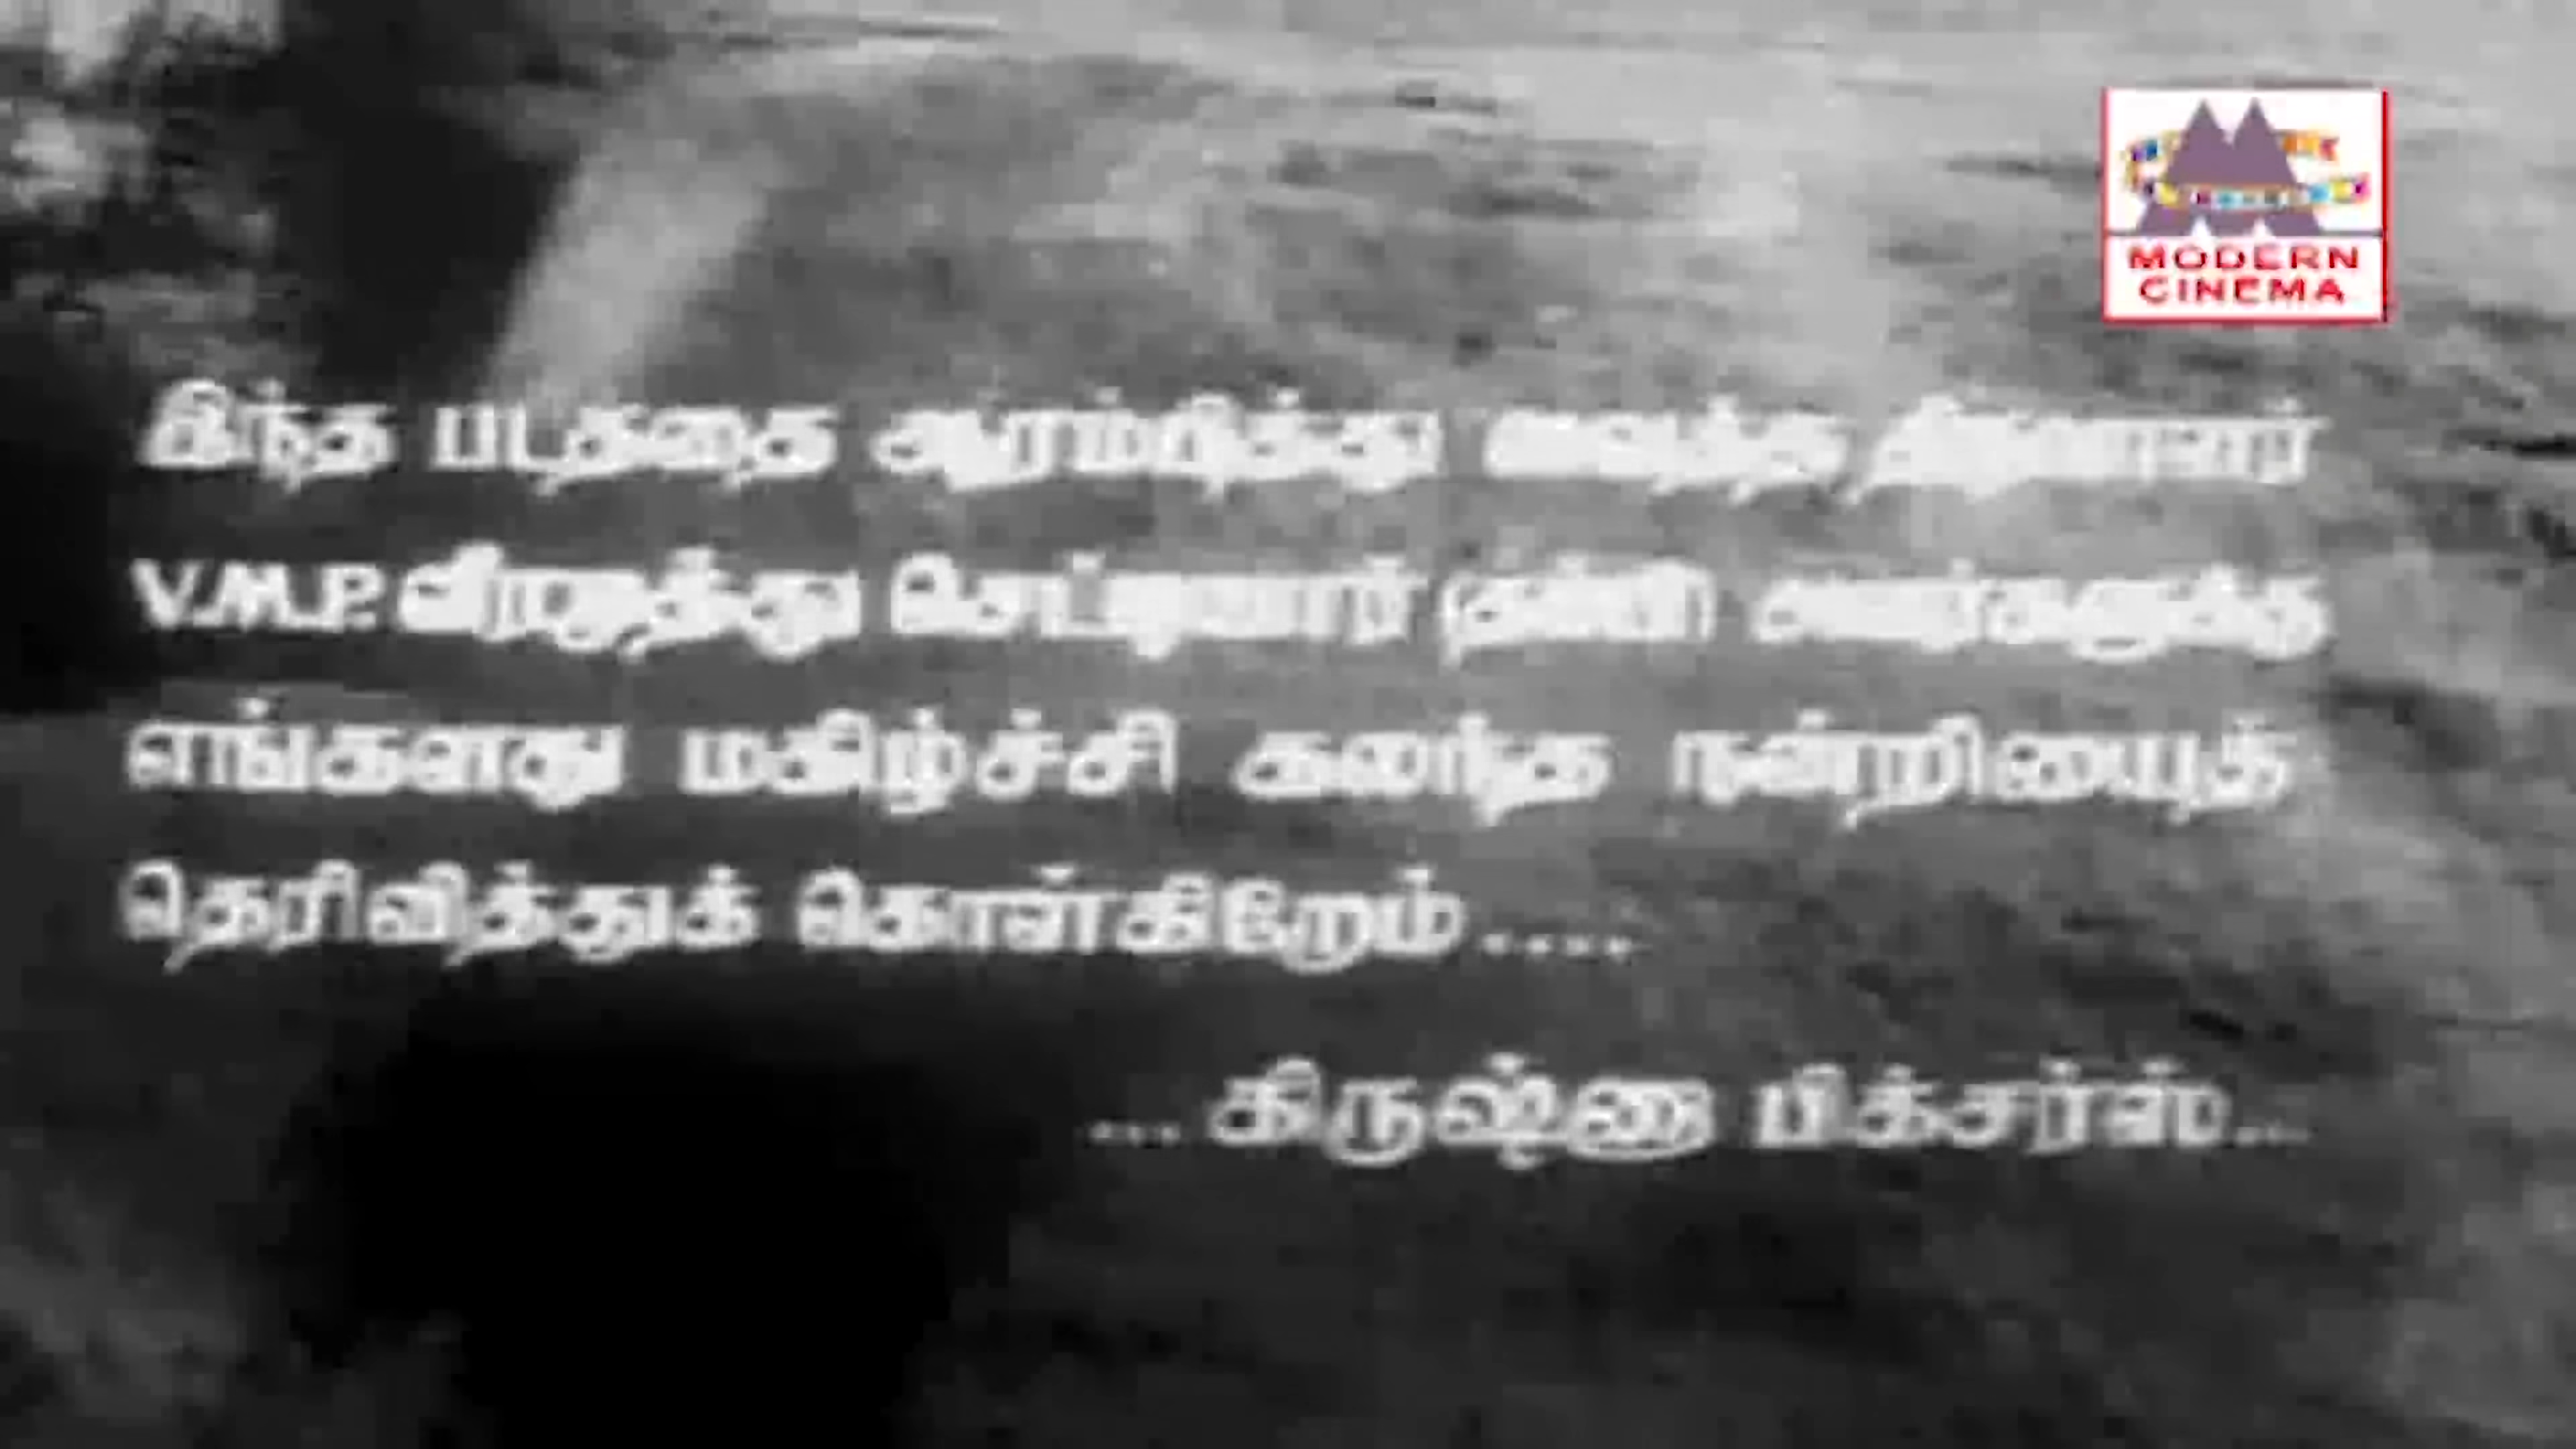 MODERN
CINEMA
இந்த படத்தை ஆரம்பித்து வைத்த திருவாளர்
V.M.P. வீரமுத்து செட்டியார் அவர்களுக்கு
எங்களது மகிழ்ச்சி கலந்த நன்றியைத்
தெரிவித்துக் கொள்கிறேம்....
... கிருஷ்ணு பிக்சர்ஸ்...